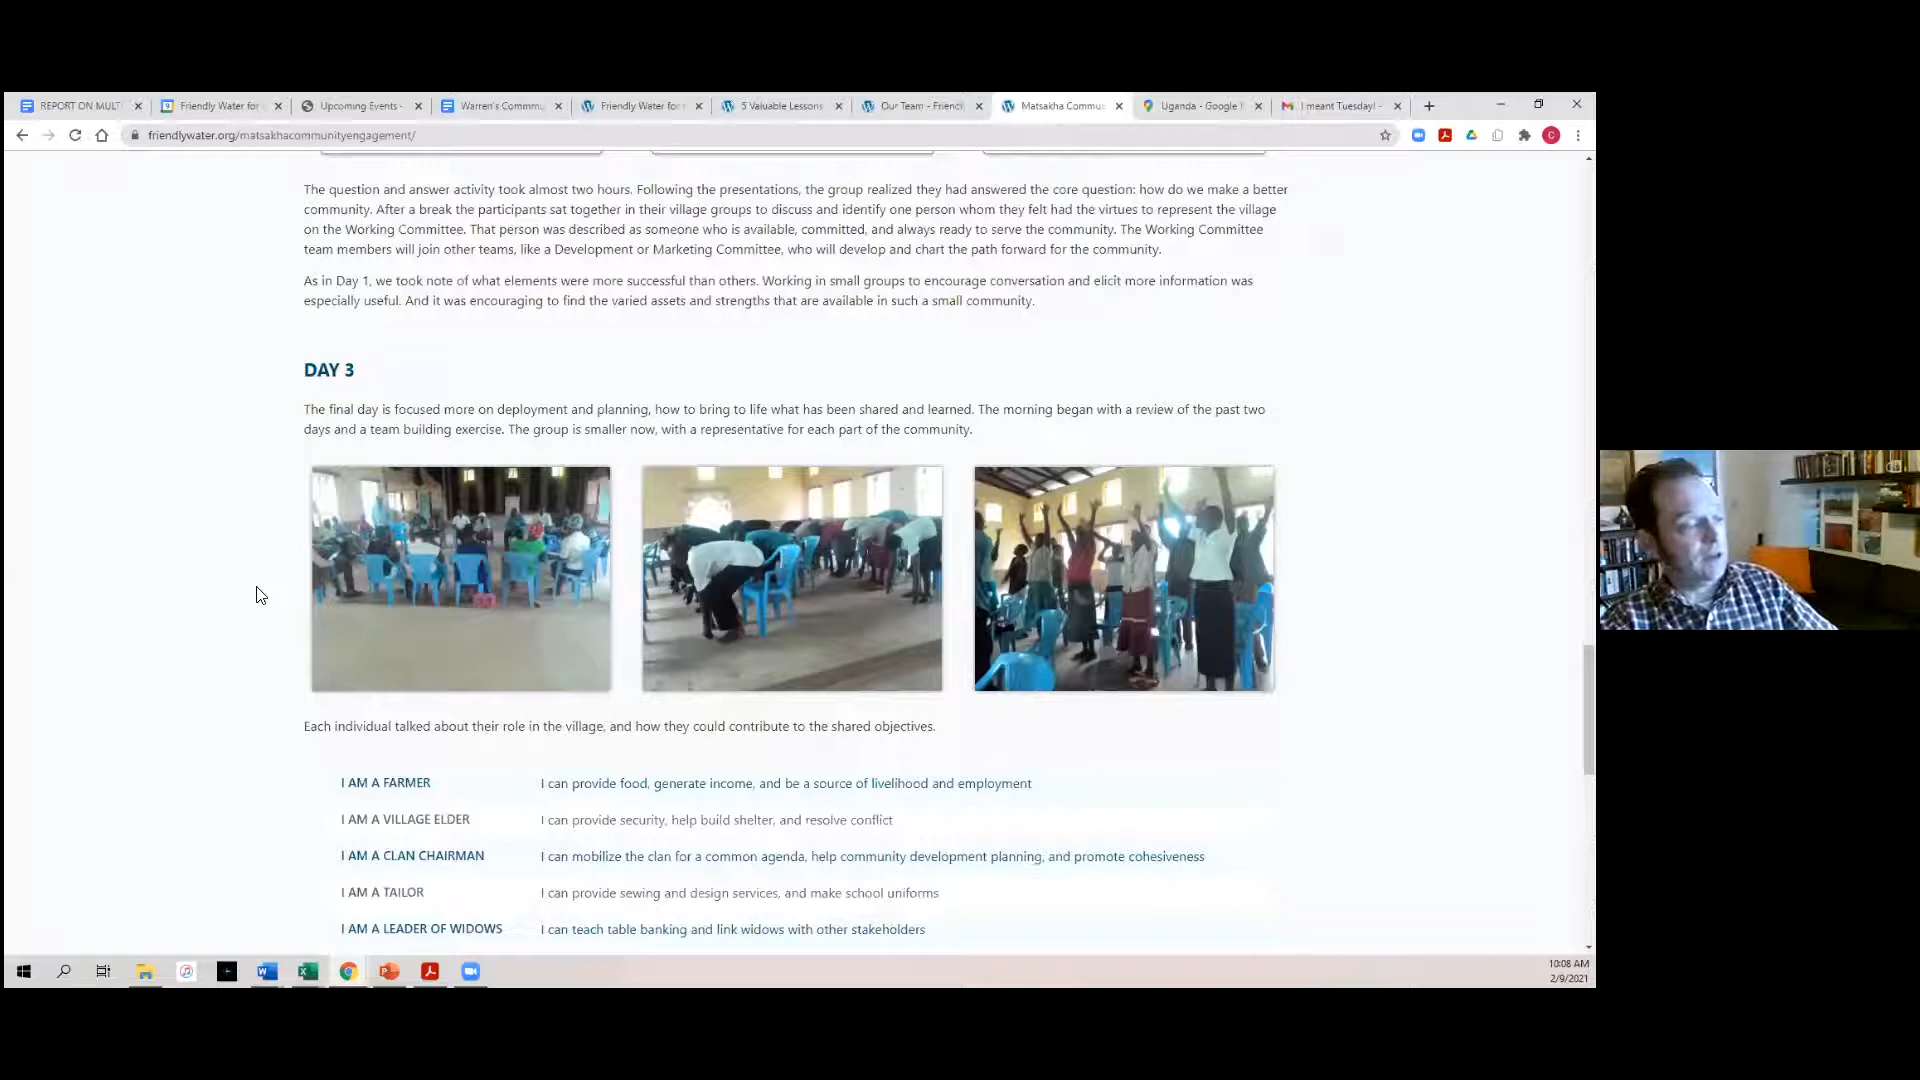 REPORT ON MULT
Friendly Water for
Upcoming Events -
Warren's Commu
Friendly Water for
5 Valuable Lessons
Our Team - Friend
Matsakha Commu
Uganda - Google
I meant Tuesday! -
friendlywater.org/matsakhacommunityengagement/
The question and answer activity took almost two hours. Following the presentations, the group realized they had answered the core question: how do we make a better
community. After a break the participants sat together in their village groups to discuss and identify one person whom they felt had the virtues to represent the village
on the Working Committee. That person was described as someone who is available, committed, and always ready to serve the community. The Working Committee
team members will join other teams, like a Development or Marketing Committee, who will develop and chart the path forward for the community.
As in Day 1, we took note of what elements were more successful than others. Working in small groups to encourage conversation and elicit more information was
especially useful. And it was encouraging to find the varied assets and strengths that are available in such a small community.
DAY 3
The final day is focused more on deployment and planning, how to bring to life what has been shared and learned. The morning began with a review of the past two
days and a team building exercise. The group is smaller now, with a representative for each part of the community.
Each individual talked about their role in the village, and how they could contribute to the shared objectives.
I AM A FARMER I can provide food, generate income, and be a source of livelihood and employment
I AM A VILLAGE ELDER I can provide security, help build shelter, and resolve conflict
I AM A CLAN CHAIRMAN I can mobilize the clan for a common agenda, help community development planning, and promote cohesiveness
I AM A TAILOR I can provide sewing and design services, and make school uniforms
I AM A LEADER OF WIDOWS I can teach table banking and link widows with other stakeholders
10:08 AM
2/9/2021